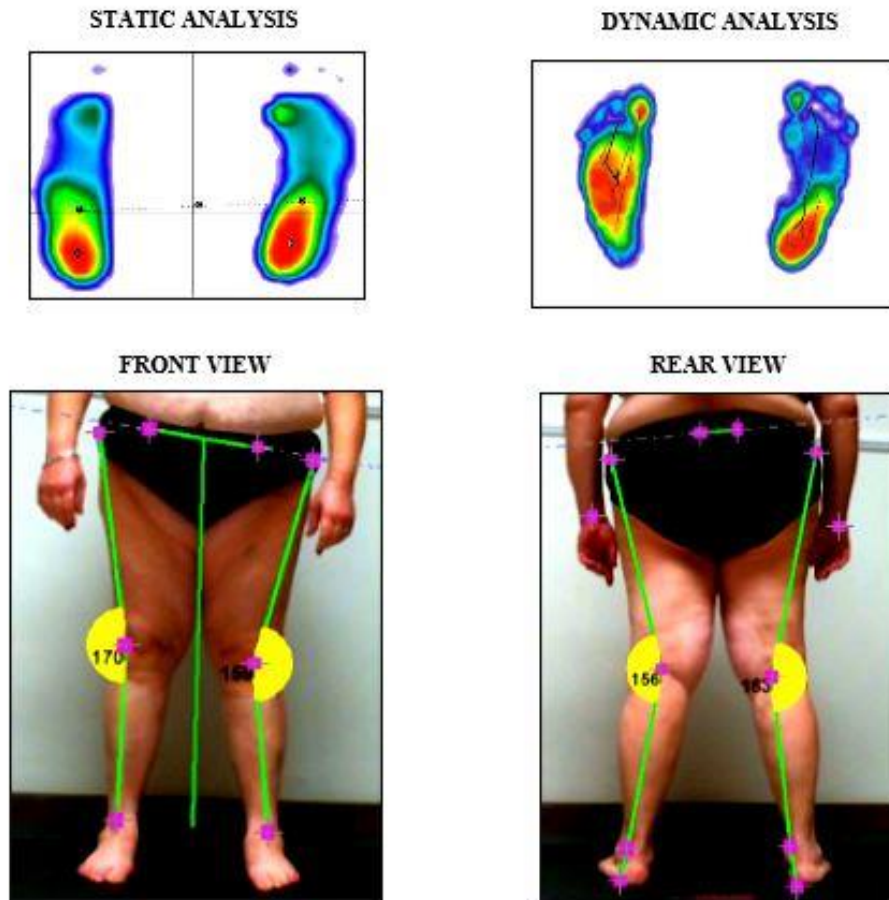 STATIC ANALYSIS
DYNAMIC ANALYSIS
FRONT VIEW
REAR VIEW
170
156
163